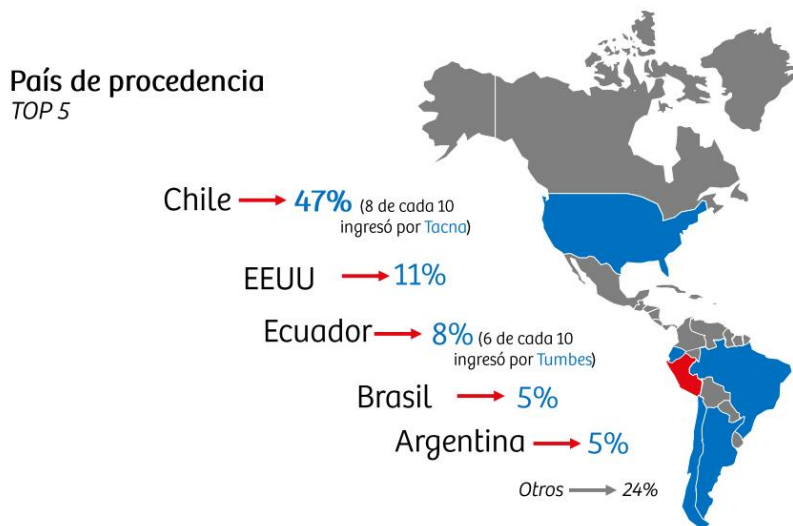 País de procedencia
TOP 5
Chile 47% (8 de cada 10
ingresó por Tacna)
EEUU 11%
Ecuador 8% (6 de cada 10
ingresó por Tumbes)
Brasil 5%
Argentina 5%
Otros 24%